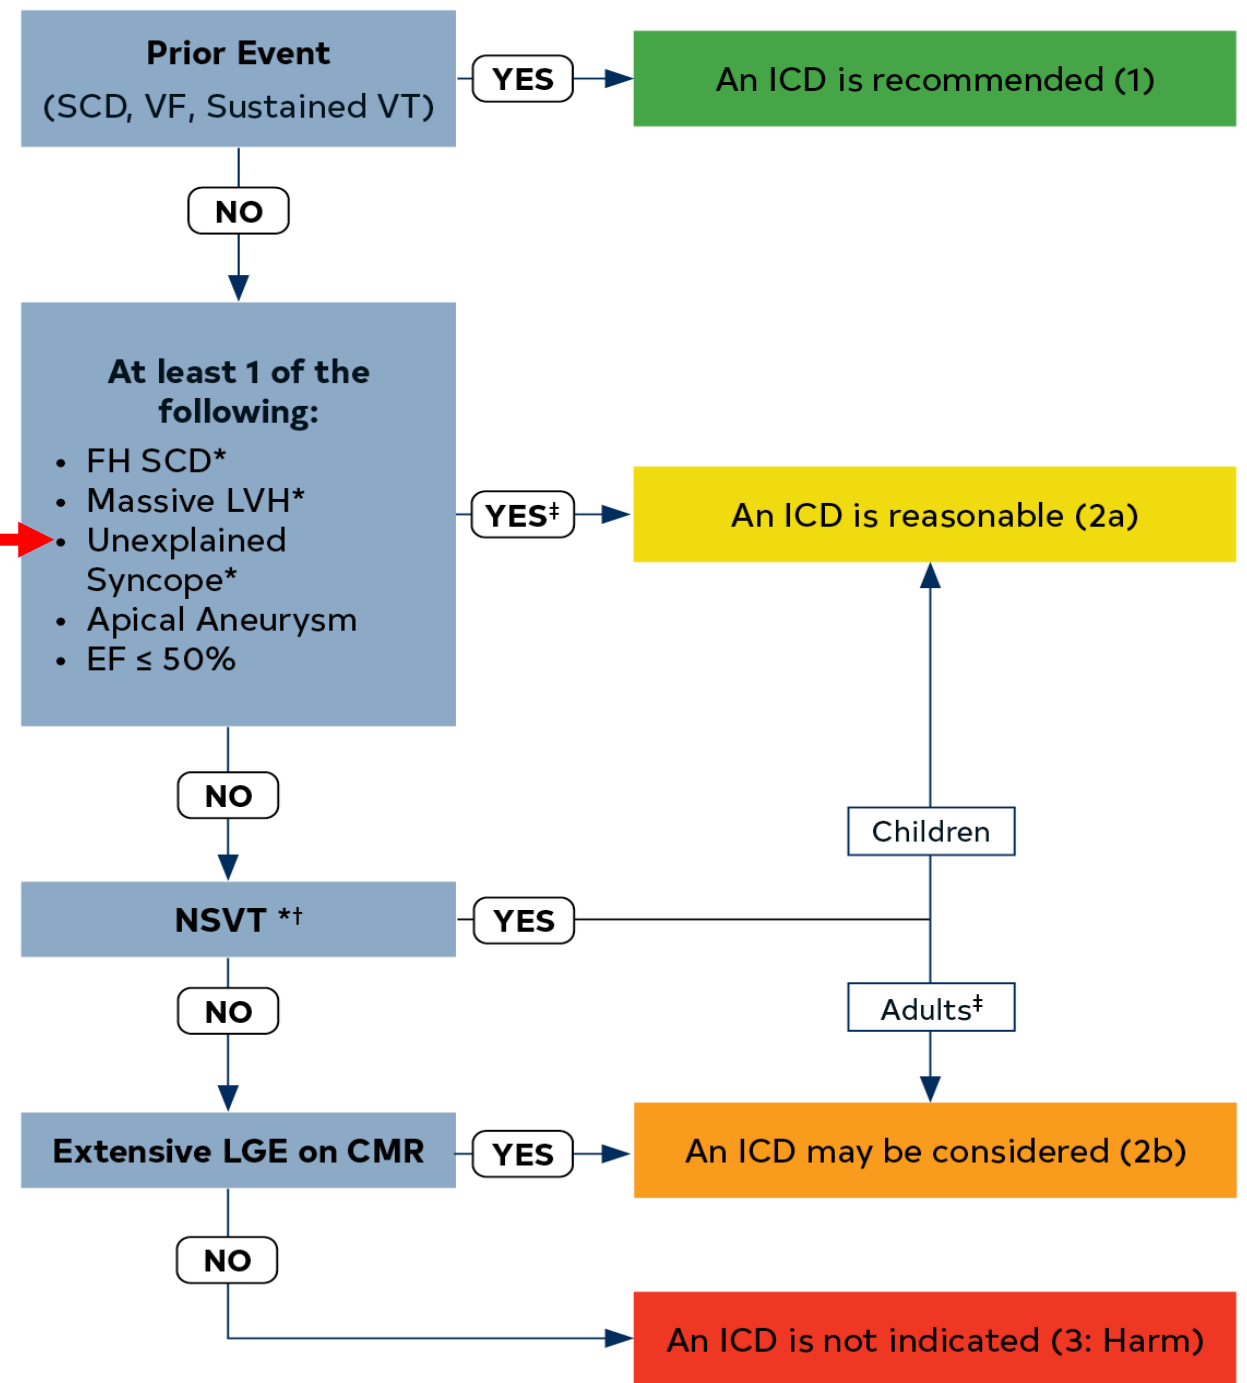 Prior Event
(SCD, VF, Sustained VT)
YES
An ICD is recommended (1)
NO
At least 1 of the
following:
• FH SCD*
• Massive LVH*
• Unexplained
Syncope*
• Apical Aneurysm
• EF ≤ 50%
YES‡
An ICD is reasonable (2a)
NO
Children
NSVT *†
YES
NO
Adults‡
Extensive LGE on CMR
YES
An ICD may be considered (2b)
NO
An ICD is not indicated (3: Harm)